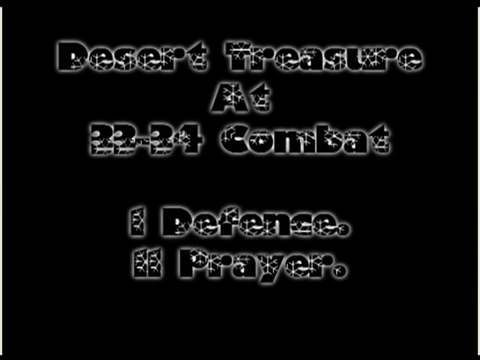 Desert Treasure
At
33-34 Combat
1 Defence.
11 Prayer.